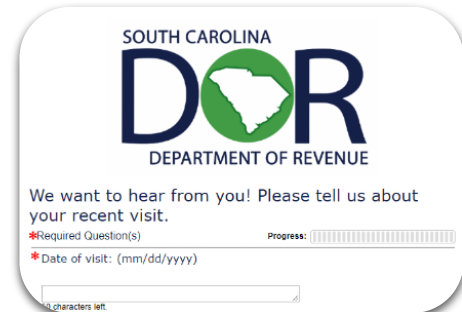 SOUTH CAROLINA
DOR
DEPARTMENT OF REVENUE
We want to hear from you! Please tell us about
your recent visit.
*Required Question(s) Progress:
* Date of visit: (mm/dd/yyyy)
characters left.